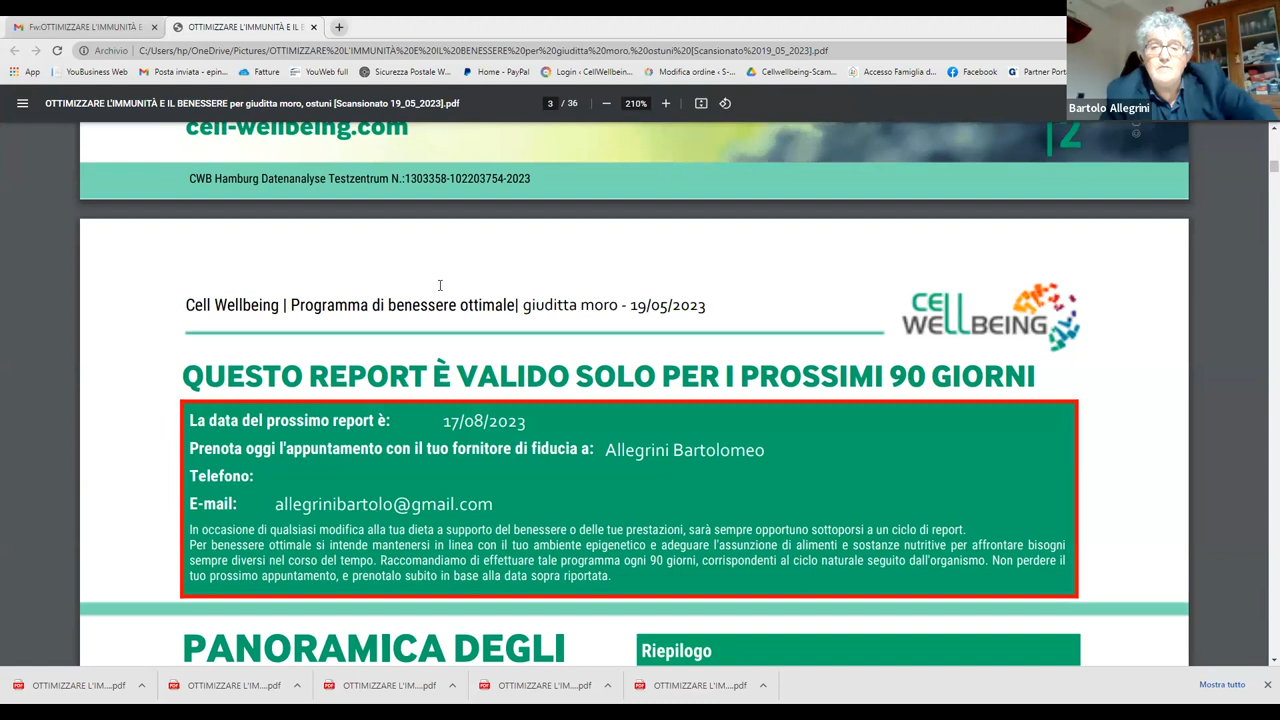 Fw:OTTIMIZZARE L'IMMUNITÀ E
OTTIMIZZARE L'IMMUNITÀ E IL B
Archivio
C:/Users/hp/OneDrive/Pictures/OTTIMIZZARE%20L'IMMUNITÀ%20E%20IL%20BENESSERE%20per%20giuditta%20moro,%20ostuni%20[Scansionato%2019_05_2023].pdf
App
YouBusiness Web
Posta inviata - epin...
Fatture
YouWeb full
Sicurezza Postale W...
Home - PayPal
Login ‹ CellWellbein...
Modifica ordine ‹ S-...
Cellwellbeing-Scam...
Accesso Famiglia d...
Facebook
Partner Port
OTTIMIZZARE L'IMMUNITÀ E IL BENESSERE per giuditta moro, ostuni [Scansionato 19_05_2023].pdf
3 / 36
210%
Bartolo Allegrini
cell-wellbeing.com
|2
CWB Hamburg Datenanalyse Testzentrum N.:1303358-102203754-2023
Cell Wellbeing | Programma di benessere ottimale| giuditta moro - 19/05/2023
CELL
WELLBEING
QUESTO REPORT È VALIDO SOLO PER I PROSSIMI 90 GIORNI
La data del prossimo report è: 17/08/2023
Prenota oggi l'appuntamento con il tuo fornitore di fiducia a: Allegrini Bartolomeo
Telefono:
E-mail: allegrinibartolo@gmail.com
In occasione di qualsiasi modifica alla tua dieta a supporto del benessere o delle tue prestazioni, sarà sempre opportuno sottoporsi a un ciclo di report.
Per benessere ottimale si intende mantenersi in linea con il tuo ambiente epigenetico e adeguare l'assunzione di alimenti e sostanze nutritive per affrontare bisogni
sempre diversi nel corso del tempo. Raccomandiamo di effettuare tale programma ogni 90 giorni, corrispondenti al ciclo naturale seguito dall'organismo. Non perdere il
tuo prossimo appuntamento, e prenotalo subito in base alla data sopra riportata.
PANORAMICA DEGLI
Riepilogo
OTTIMIZZARE L'IM....pdf
OTTIMIZZARE L'IM....pdf
OTTIMIZZARE L'IM....pdf
OTTIMIZZARE L'IM....pdf
OTTIMIZZARE L'IM....pdf
Mostra tutto